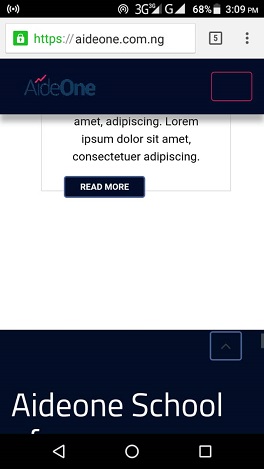 3G 3G G 68% 3:09 PM
https://aideone.com.ng 5
AideOne
amet, adipiscing. Lorem
ipsum dolor sit amet,
consectetuer adipiscing.
READ MORE
Aideone School